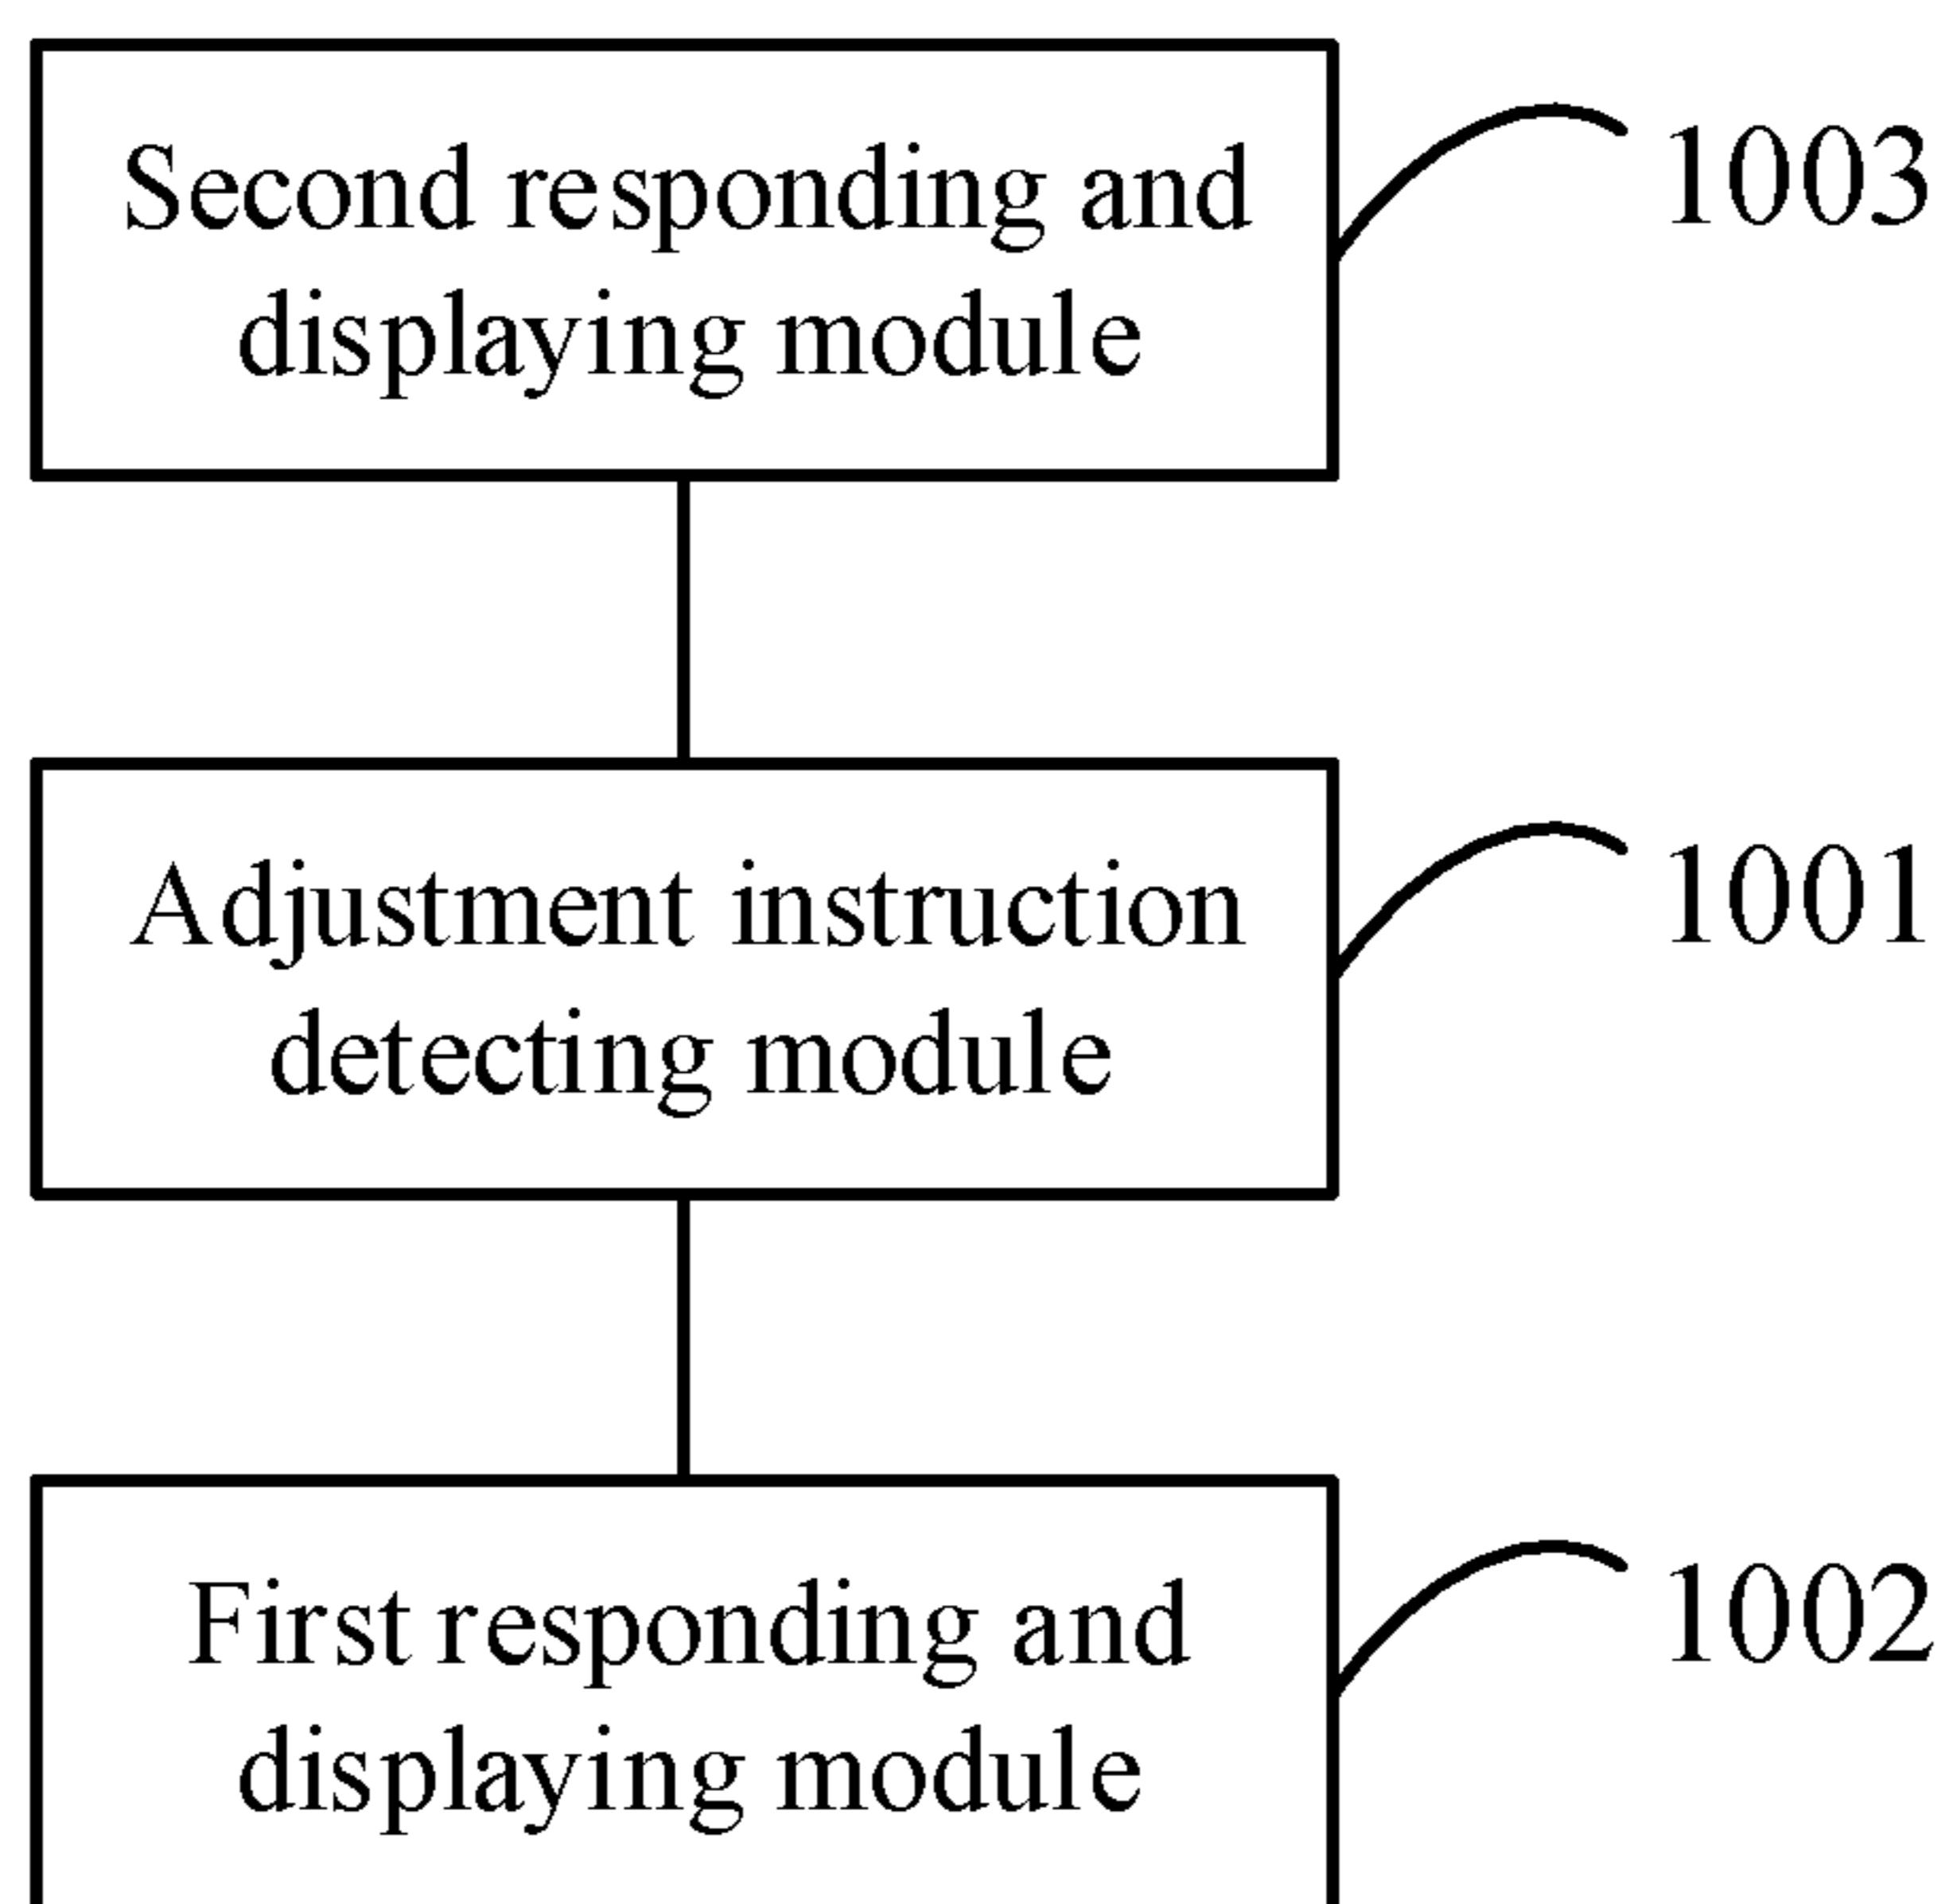 Second responding and
displaying module
1003
Adjustment instruction
detecting module
1001
First responding and
displaying module
1002